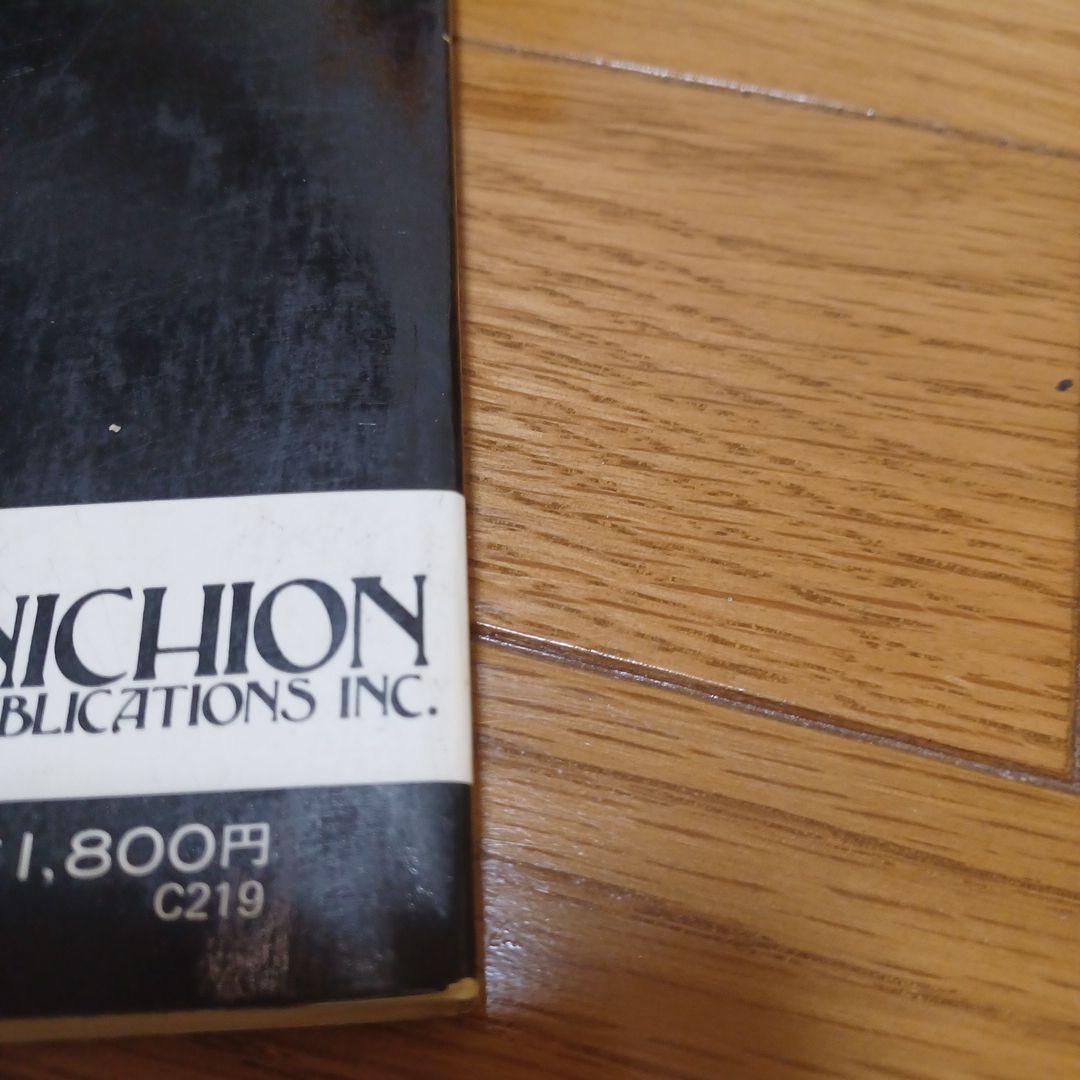 NICHION
BLICATIONS INC.
1,800円
C219